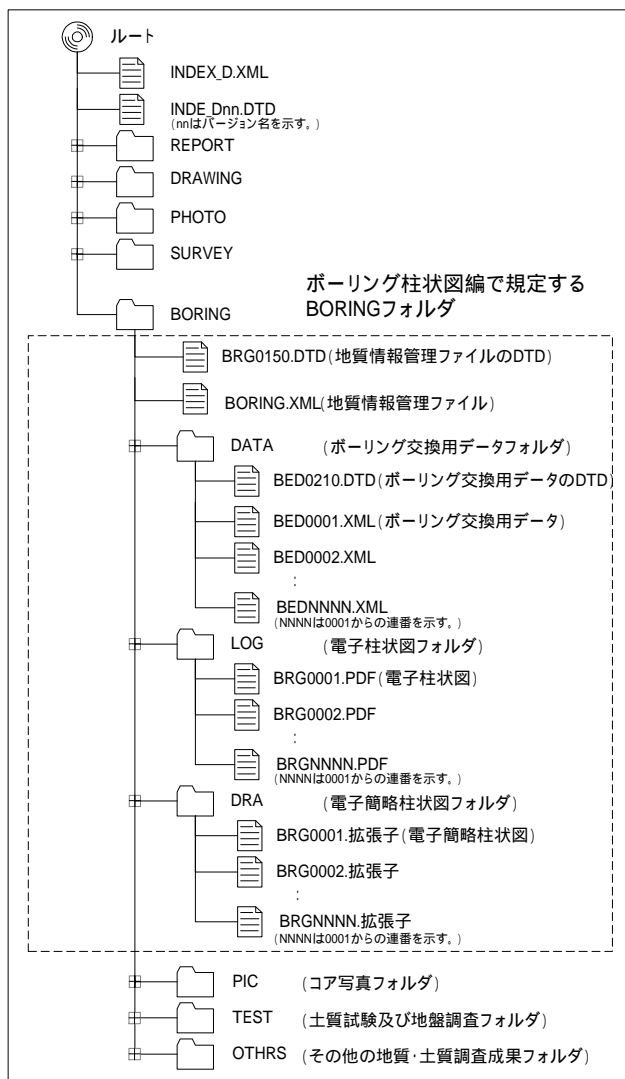 ルート
INDEX_D.XML
INDE_Dnn.DTD
(nnはバージョン名を示す。)
REPORT
DRAWING
PHOTO
SURVEY
ボーリング柱状図編で規定する
BORINGフォルダ
BORING
BRG0150.DTD(地質情報管理ファイルのDTD)
BORING.XML(地質情報管理ファイル)
DATA (ボーリング交換用データフォルダ)
BED0210.DTD(ボーリング交換用データのDTD)
BED0001.XML(ボーリング交換用データ)
BED0002.XML
:
BEDNNNN.XML
(NNNNは0001からの連番を示す。)
LOG (電子柱状図フォルダ)
BRG0001.PDF(電子柱状図)
BRG0002.PDF
:
BRGNNNN.PDF
(NNNNは0001からの連番を示す。)
DRA (電子簡略柱状図フォルダ)
BRG0001.拡張子(電子簡略柱状図)
BRG0002.拡張子
:
BRGNNNN.拡張子
(NNNNは0001からの連番を示す。)
PIC (コア写真フォルダ)
TEST (土質試験及び地盤調査フォルダ)
OTHRS (その他の地質・土質調査成果フォルダ)